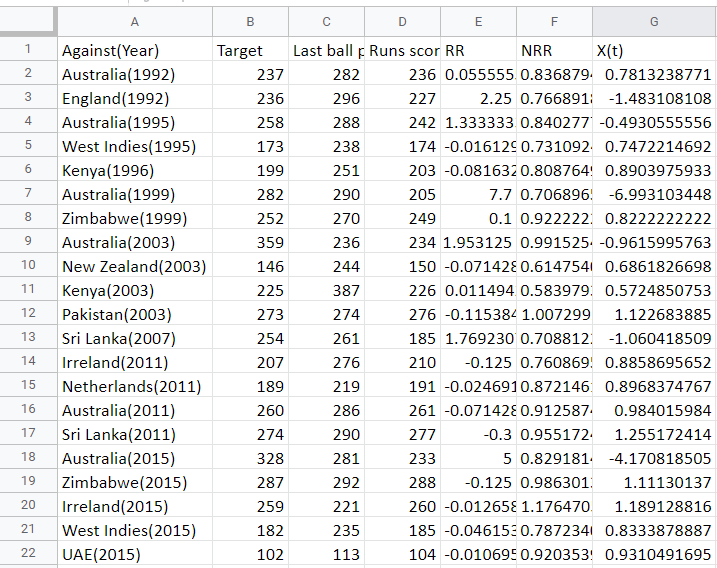 A B C D E F G
1 Against(Year) Target Last ball p Runs scor RR NRR X(t)
2 Australia(1992) 237 282 236 0.055555 0.836879 0.7813238771
3 England(1992) 236 296 227 2.25 0.766891 -1.483108108
4 Australia(1995) 258 288 242 1.333333 0.840277 -0.4930555556
5 West Indies(1995) 173 238 174 -0.016129 0.731092 0.7472214692
6 Kenya(1996) 199 251 203 -0.081632 0.808764 0.8903975933
7 Australia(1999) 282 290 205 7.7 0.706896 -6.993103448
8 Zimbabwe(1999) 252 270 249 0.1 0.922222 0.8222222222
9 Australia(2003) 359 236 234 1.953125 0.991525 -0.9615995763
10 New Zealand(2003) 146 244 150 -0.071428 0.614754 0.6861826698
11 Kenya(2003) 225 387 226 0.011494 0.583979 0.5724850753
12 Pakistan(2003) 273 274 276 -0.115384 1.007299 1.122683885
13 Sri Lanka(2007) 254 261 185 1.769230 0.708812 -1.060418509
14 Irreland(2011) 207 276 210 -0.125 0.760869 0.8858695652
15 Netherlands(2011) 189 219 191 -0.024691 0.872146 0.8968374767
16 Australia(2011) 260 286 261 -0.071428 0.912587 0.984015984
17 Sri Lanka(2011) 274 290 277 -0.3 0.955172 1.255172414
18 Australia(2015) 328 281 233 5 0.829181 -4.170818505
19 Zimbabwe(2015) 287 292 288 -0.125 0.986301 1.11130137
20 Irreland(2015) 259 221 260 -0.012658 1.176470 1.189128816
21 West Indies(2015) 182 235 185 -0.046153 0.787234 0.8333878887
22 UAE(2015) 102 113 104 -0.010695 0.920353 0.9310491695